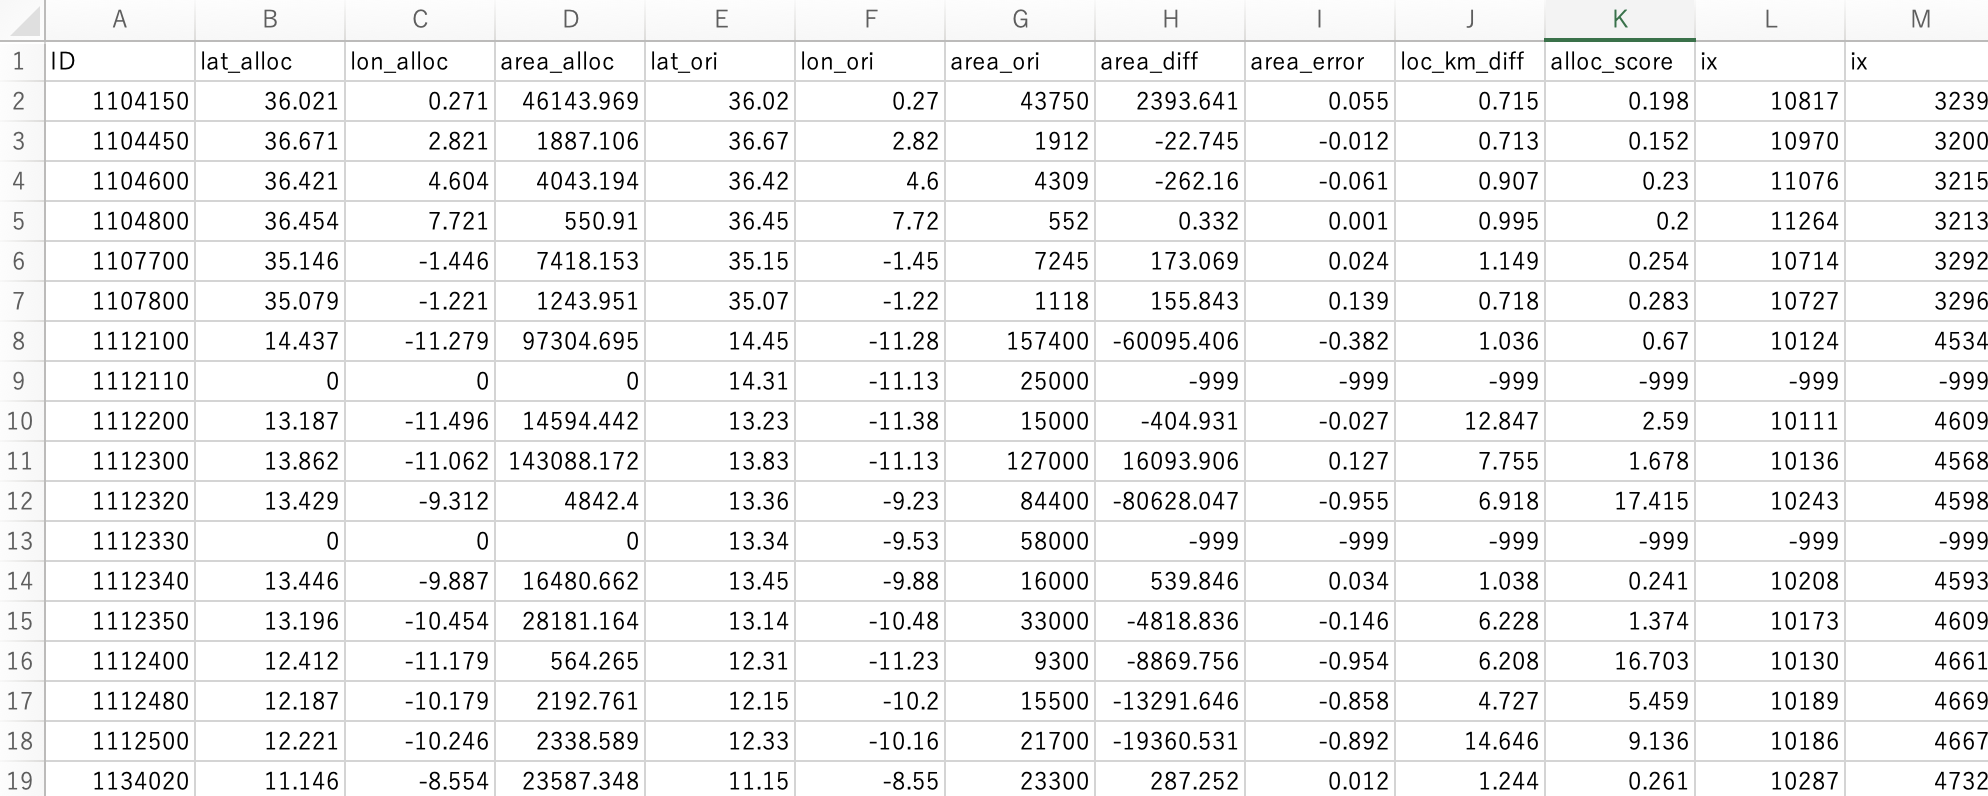 A B C D E F G H I J K L M
1 ID lat_alloc lon_alloc area_alloc lat_ori lon_ori area_ori area_diff area_error loc_km_diff alloc_score ix ix
2 1104150 36.021 0.271 46143.969 36.02 0.27 43750 2393.641 0.055 0.715 0.198 10817 3239
3 1104450 36.671 2.821 1887.106 36.67 2.82 1912 -22.745 -0.012 0.713 0.152 10970 3200
4 1104600 36.421 4.604 4043.194 36.42 4.6 4309 -262.16 -0.061 0.907 0.23 11076 3215
5 1104800 36.454 7.721 550.91 36.45 7.72 552 0.332 0.001 0.995 0.2 11264 3213
6 1107700 35.146 -1.446 7418.153 35.15 -1.45 7245 173.069 0.024 1.149 0.254 10714 3292
7 1107800 35.079 -1.221 1243.951 35.07 -1.22 1118 155.843 0.139 0.718 0.283 10727 3296
8 1112100 14.437 -11.279 97304.695 14.45 -11.28 157400 -60095.406 -0.382 1.036 0.67 10124 4534
9 1112110 0 0 0 14.31 -11.13 25000 -999 -999 -999 -999 -999 -999
10 1112200 13.187 -11.496 14594.442 13.23 -11.38 15000 -404.931 -0.027 12.847 2.59 10111 4609
11 1112300 13.862 -11.062 143088.172 13.83 -11.13 127000 16093.906 0.127 7.755 1.678 10136 4568
12 1112320 13.429 -9.312 4842.4 13.36 -9.23 84400 -80628.047 -0.955 6.918 17.415 10243 4598
13 1112330 0 0 0 13.34 -9.53 58000 -999 -999 -999 -999 -999 -999
14 1112340 13.446 -9.887 16480.662 13.45 -9.88 16000 539.846 0.034 1.038 0.241 10208 4593
15 1112350 13.196 -10.454 28181.164 13.14 -10.48 33000 -4818.836 -0.146 6.228 1.374 10173 4609
16 1112400 12.412 -11.179 564.265 12.31 -11.23 9300 -8869.756 -0.954 6.208 16.703 10130 4661
17 1112480 12.187 -10.179 2192.761 12.15 -10.2 15500 -13291.646 -0.858 4.727 5.459 10189 4669
18 1112500 12.221 -10.246 2338.589 12.33 -10.16 21700 -19360.531 -0.892 14.646 9.136 10186 4667
19 1134020 11.146 -8.554 23587.348 11.15 -8.55 23300 287.252 0.012 1.244 0.261 10287 4732